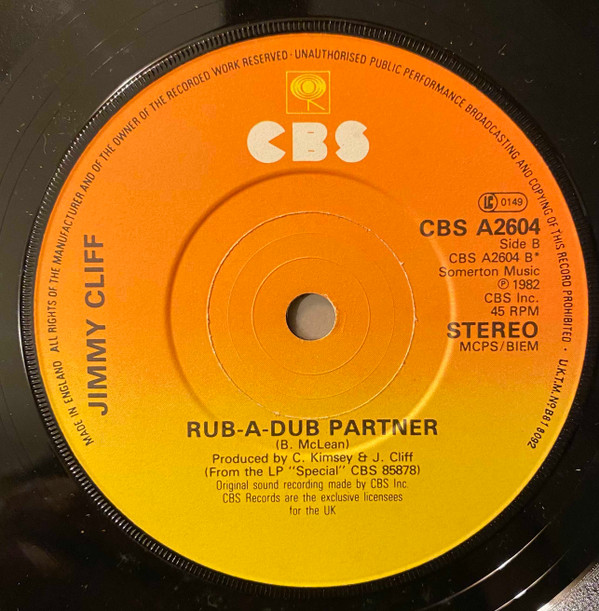 MADE IN ENGLAND ALL RIGHTS OF THE MANUFACTURER AND OF THE OWNER OF THE RECORDED WORK RESERVED · UNAUTHORISED PUBLIC PERFORMANCE BROADCASTING AND COPYING OF THIS RECORD PROHIBITED · U.K.T.M. Nº B818092
CBS
JIMMY CLIFF
LC 0149
CBS A2604
Side B
CBS A2604 B*
Somerton Music
℗ 1982
CBS Inc.
45 RPM
STEREO
MCPS/BIEM
RUB-A-DUB PARTNER
(B. McLean)
Produced by C. Kimsey & J. Cliff
(From the LP "Special" CBS 85878)
Original sound recording made by CBS Inc.
CBS Records are the exclusive licensees
for the UK